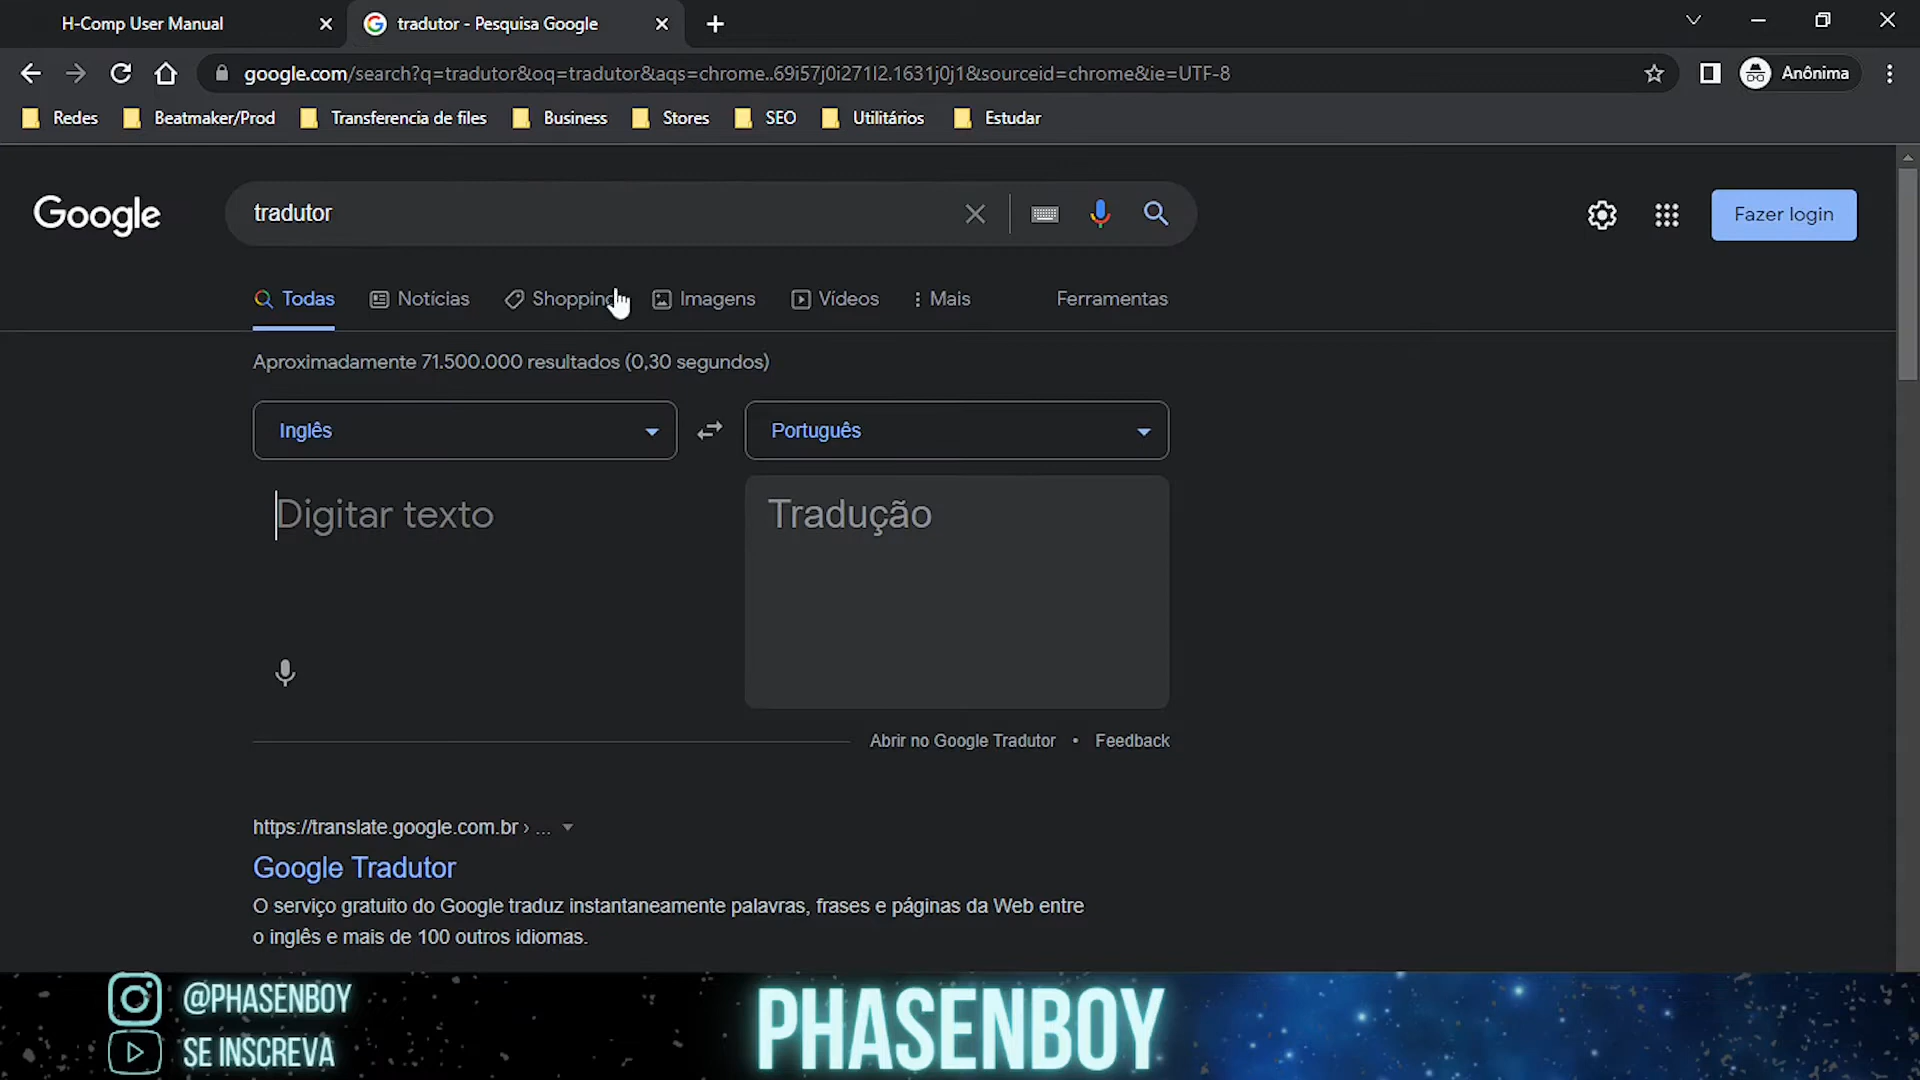 H-Comp User Manual
tradutor - Pesquisa Google
google.com/search?q=tradutor&oq=tradutor&aqs=chrome..69i57j0i271l2.1631j0j1&sourceid=chrome&ie=UTF-8
Anônima
Redes
Beatmaker/Prod
Transferencia de files
Business
Stores
SEO
Utilitários
Estudar
Google
tradutor
Fazer login
Todas
Notícias
Shopping
Imagens
Vídeos
Mais
Ferramentas
Aproximadamente 71.500.000 resultados (0,30 segundos)
Inglês
Português
Digitar texto
Tradução
Abrir no Google Tradutor • Feedback
https://translate.google.com.br › ...
Google Tradutor
O serviço gratuito do Google traduz instantaneamente palavras, frases e páginas da Web entre
o inglês e mais de 100 outros idiomas.
@PHASENBOY
SE INSCREVA
PHASENBOY